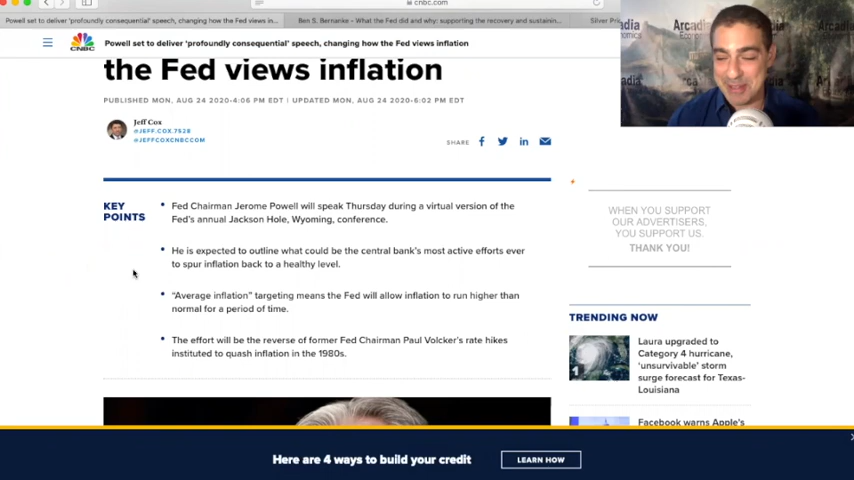 cnbc.com
Powell set to deliver 'profoundly consequential' speech, changing how the Fed views in...
Ben S. Bernanke - What the Fed did and why: supporting the recovery and sustainin...
Silver Pri
CNBC
Powell set to deliver 'profoundly consequential' speech, changing how the Fed views inflation
Arcadia
Economics
the Fed views inflation
PUBLISHED MON, AUG 24 2020-4:06 PM EDT | UPDATED MON, AUG 24 2020-6:02 PM EDT
Jeff Cox
@JEFF.COX.7528
@JEFFCOXCNBCCOM
SHARE
KEY
POINTS
• Fed Chairman Jerome Powell will speak Thursday during a virtual version of the
Fed's annual Jackson Hole, Wyoming, conference.
• He is expected to outline what could be the central bank's most active efforts ever
to spur inflation back to a healthy level.
• “Average inflation” targeting means the Fed will allow inflation to run higher than
normal for a period of time.
• The effort will be the reverse of former Fed Chairman Paul Volcker's rate hikes
instituted to quash inflation in the 1980s.
WHEN YOU SUPPORT
OUR ADVERTISERS,
YOU SUPPORT US.
THANK YOU!
TRENDING NOW
1
Laura upgraded to
Category 4 hurricane,
'unsurvivable' storm
surge forecast for Texas-
Louisiana
Facebook warns Apple's
Here are 4 ways to build your credit
LEARN HOW